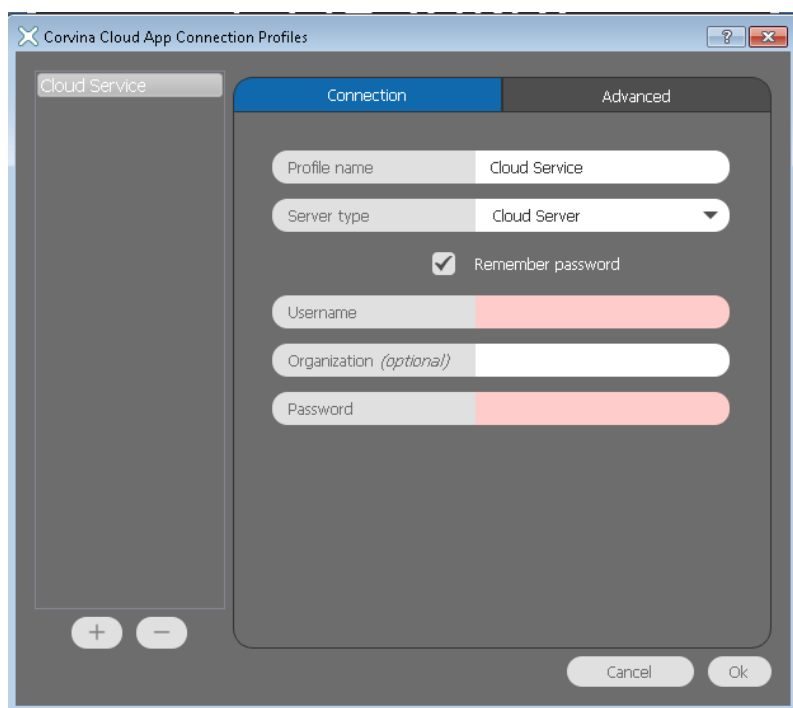 Corvina Cloud App Connection Profiles
Cloud Service
Connection
Advanced
Profile name
Cloud Service
Server type
Cloud Server
Remember password
Username
Organization (optional)
Password
Cancel
Ok